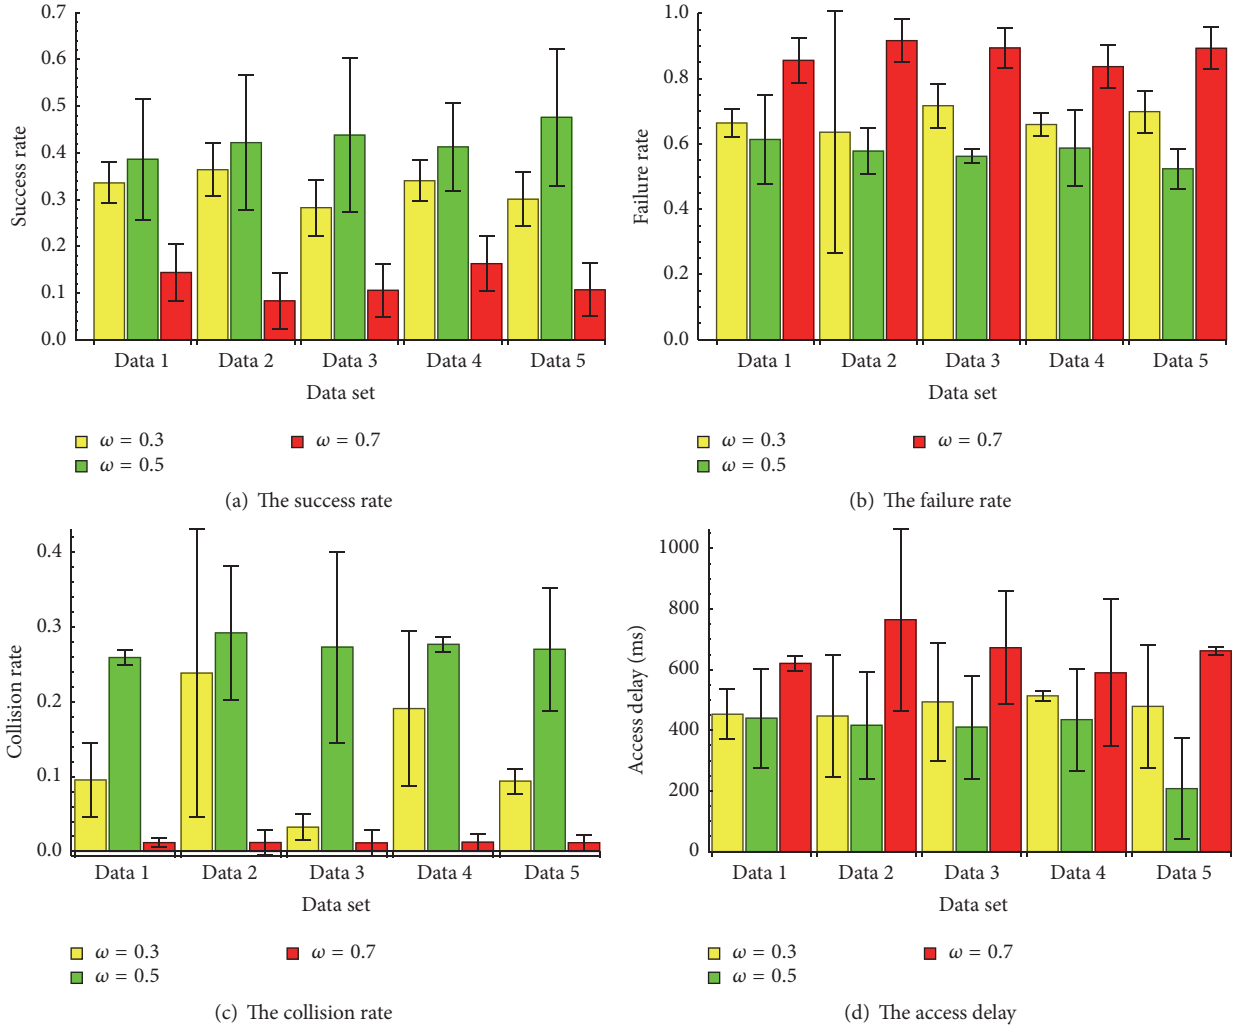 0.7
0.6
0.5
0.4
0.3
0.2
0.1
0.0
Success rate
Data 1 Data 2 Data 3 Data 4 Data 5
Data set
ω = 0.3 ω = 0.7
ω = 0.5
(a) The success rate
1.0
0.8
0.6
0.4
0.2
0.0
Failure rate
Data 1 Data 2 Data 3 Data 4 Data 5
Data set
ω = 0.3 ω = 0.7
ω = 0.5
(b) The failure rate
0.4
0.3
0.2
0.1
0.0
Collision rate
Data 1 Data 2 Data 3 Data 4 Data 5
Data set
ω = 0.3 ω = 0.7
ω = 0.5
(c) The collision rate
1000
800
600
400
200
0
Access delay (ms)
Data 1 Data 2 Data 3 Data 4 Data 5
Data set
ω = 0.3 ω = 0.7
ω = 0.5
(d) The access delay